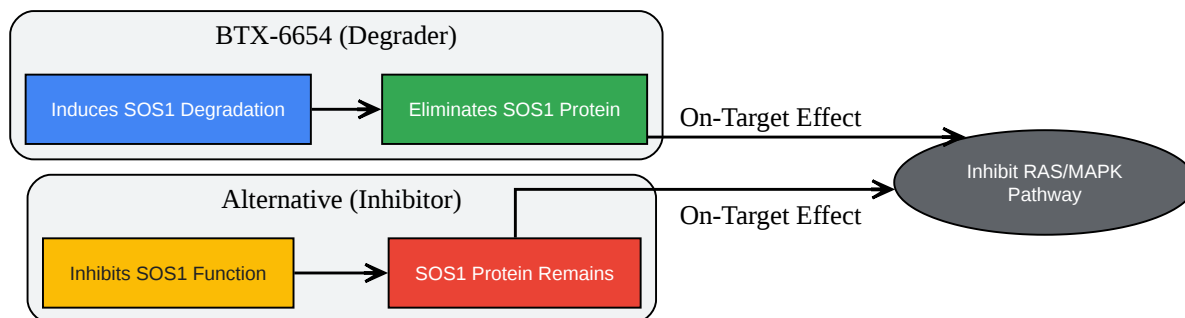 BTX-6654 (Degrader)
Induces SOS1 Degradation
Eliminates SOS1 Protein
On-Target Effect
Inhibit RAS/MAPK
Pathway
Alternative (Inhibitor)
On-Target Effect
Inhibits SOS1 Function
SOS1 Protein Remains